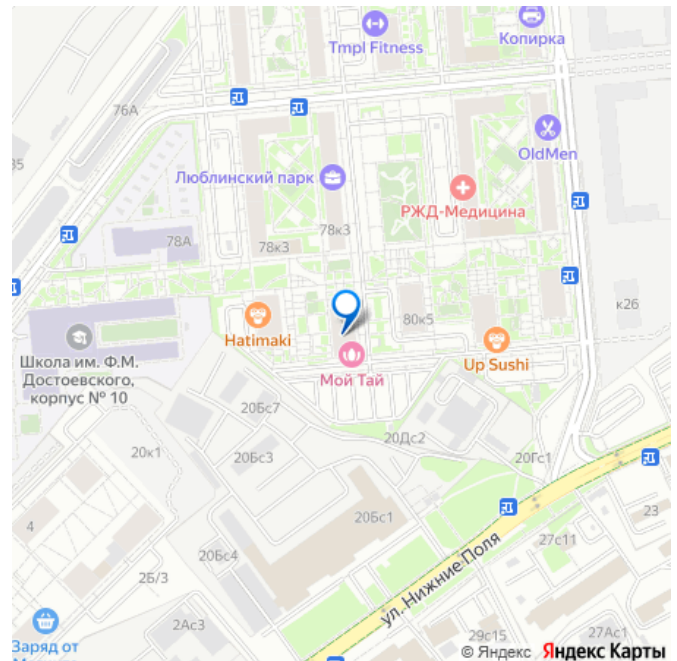 Tmpl Fitness
Копирка
76А
35
OldMen
Люблинский парк
РЖД-Медицина
78А
78к3
78к3
к26
80к5
Hatimaki
Up Sushi
Школа им. Ф.М.
Достоевского,
корпус № 10
Мой Тай
20Бс7
20Дс2
20к1
20Бс3
20Гс1
4
20Бс1
23
27с11
20Бс4
2Б/3
ул. Нижние Поля
2Ас3
Заряд от
29с15
27Ас1
© Яндекс Яндекс Карты